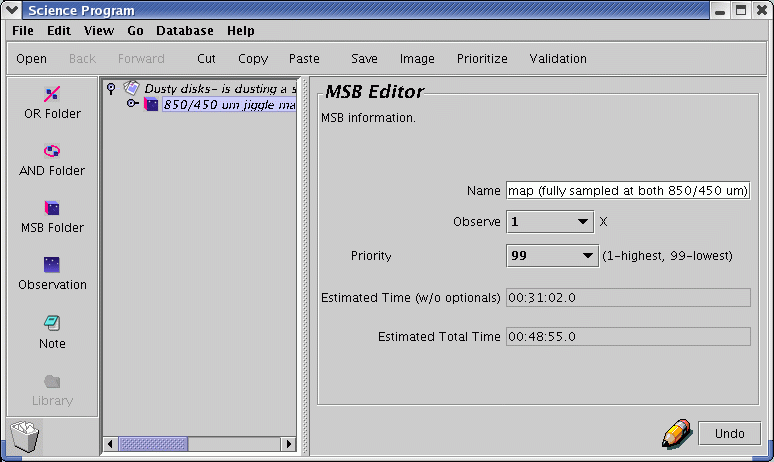 Science Program
File Edit View Go Database Help
Open Back Forward Cut Copy Paste Save Image Prioritize Validation
OR Folder
AND Folder
MSB Folder
Observation
Note
Library
Dusty disks- is dusting a s
850/450 um jiggle ma
MSB Editor
MSB information.
Name map (fully sampled at both 850/450 um)
Observe 1 X
Priority 99 (1-highest, 99-lowest)
Estimated Time (w/o optionals) 00:31:02.0
Estimated Total Time 00:48:55.0
Undo